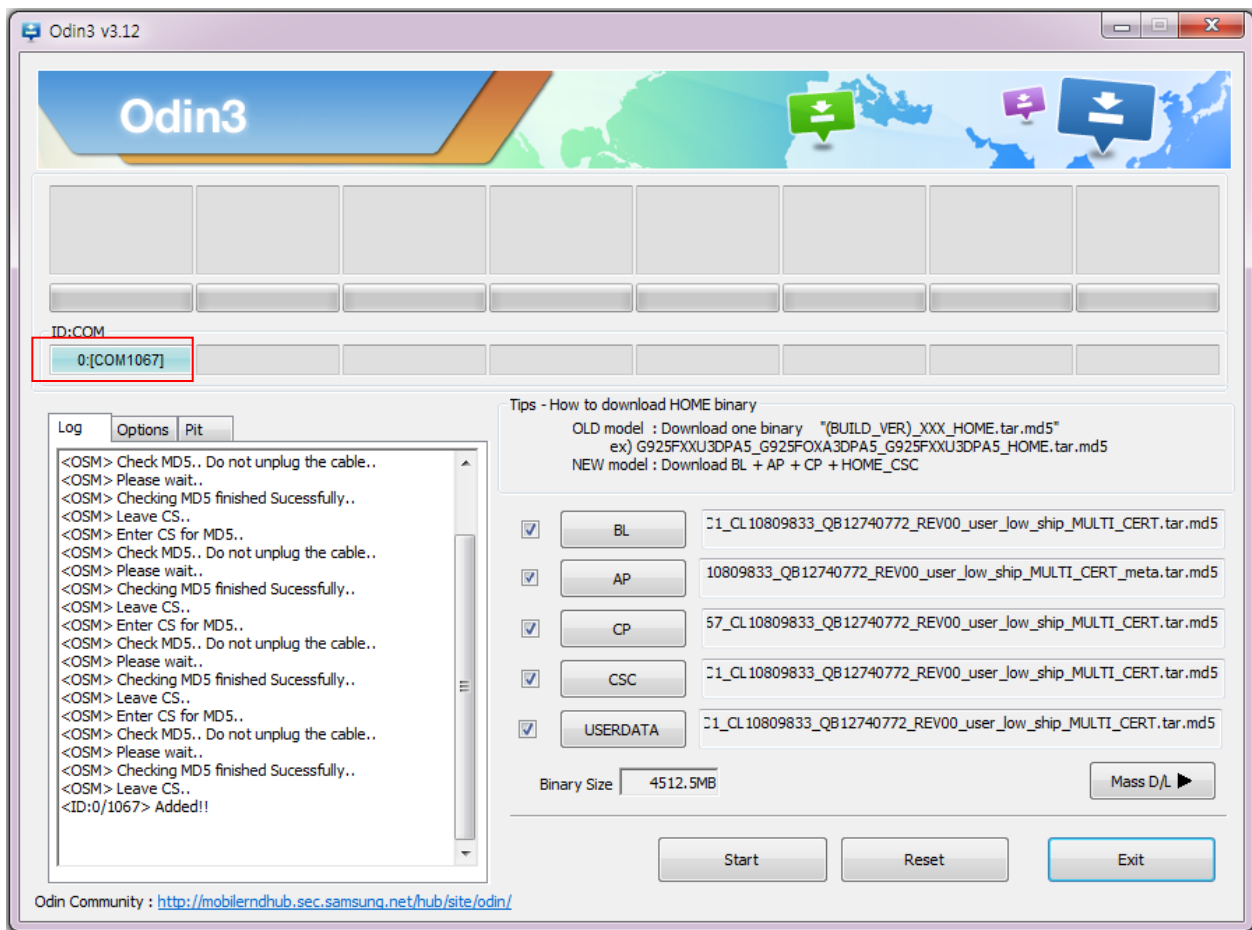 Odin3 v3.12
Odin3
ID:COM
0:[COM1067]
Log
Options
Pit
<OSM> Check MD5.. Do not unplug the cable..
<OSM> Please wait..
<OSM> Checking MD5 finished Sucessfully..
<OSM> Leave CS..
<OSM> Enter CS for MD5..
<OSM> Check MD5.. Do not unplug the cable..
<OSM> Please wait..
<OSM> Checking MD5 finished Sucessfully..
<OSM> Leave CS..
<OSM> Enter CS for MD5..
<OSM> Check MD5.. Do not unplug the cable..
<OSM> Please wait..
<OSM> Checking MD5 finished Sucessfully..
<OSM> Leave CS..
<OSM> Enter CS for MD5..
<OSM> Check MD5.. Do not unplug the cable..
<OSM> Please wait..
<OSM> Checking MD5 finished Sucessfully..
<OSM> Leave CS..
<ID:0/1067> Added!!
Tips - How to download HOME binary
OLD model : Download one binary "(BUILD_VER)_XXX_HOME.tar.md5"
ex) G925FXXU3DPA5_G925FOXA3DPA5_G925FXXU3DPA5_HOME.tar.md5
NEW model : Download BL + AP + CP + HOME_CSC
BL
C1_CL10809833_QB12740772_REV00_user_low_ship_MULTI_CERT.tar.md5
AP
10809833_QB12740772_REV00_user_low_ship_MULTI_CERT_meta.tar.md5
CP
57_CL10809833_QB12740772_REV00_user_low_ship_MULTI_CERT.tar.md5
CSC
C1_CL10809833_QB12740772_REV00_user_low_ship_MULTI_CERT.tar.md5
USERDATA
C1_CL10809833_QB12740772_REV00_user_low_ship_MULTI_CERT.tar.md5
Binary Size 4512.5MB
Mass D/L
Start
Reset
Exit
Odin Community : http://mobilerndhub.sec.samsung.net/hub/site/odin/